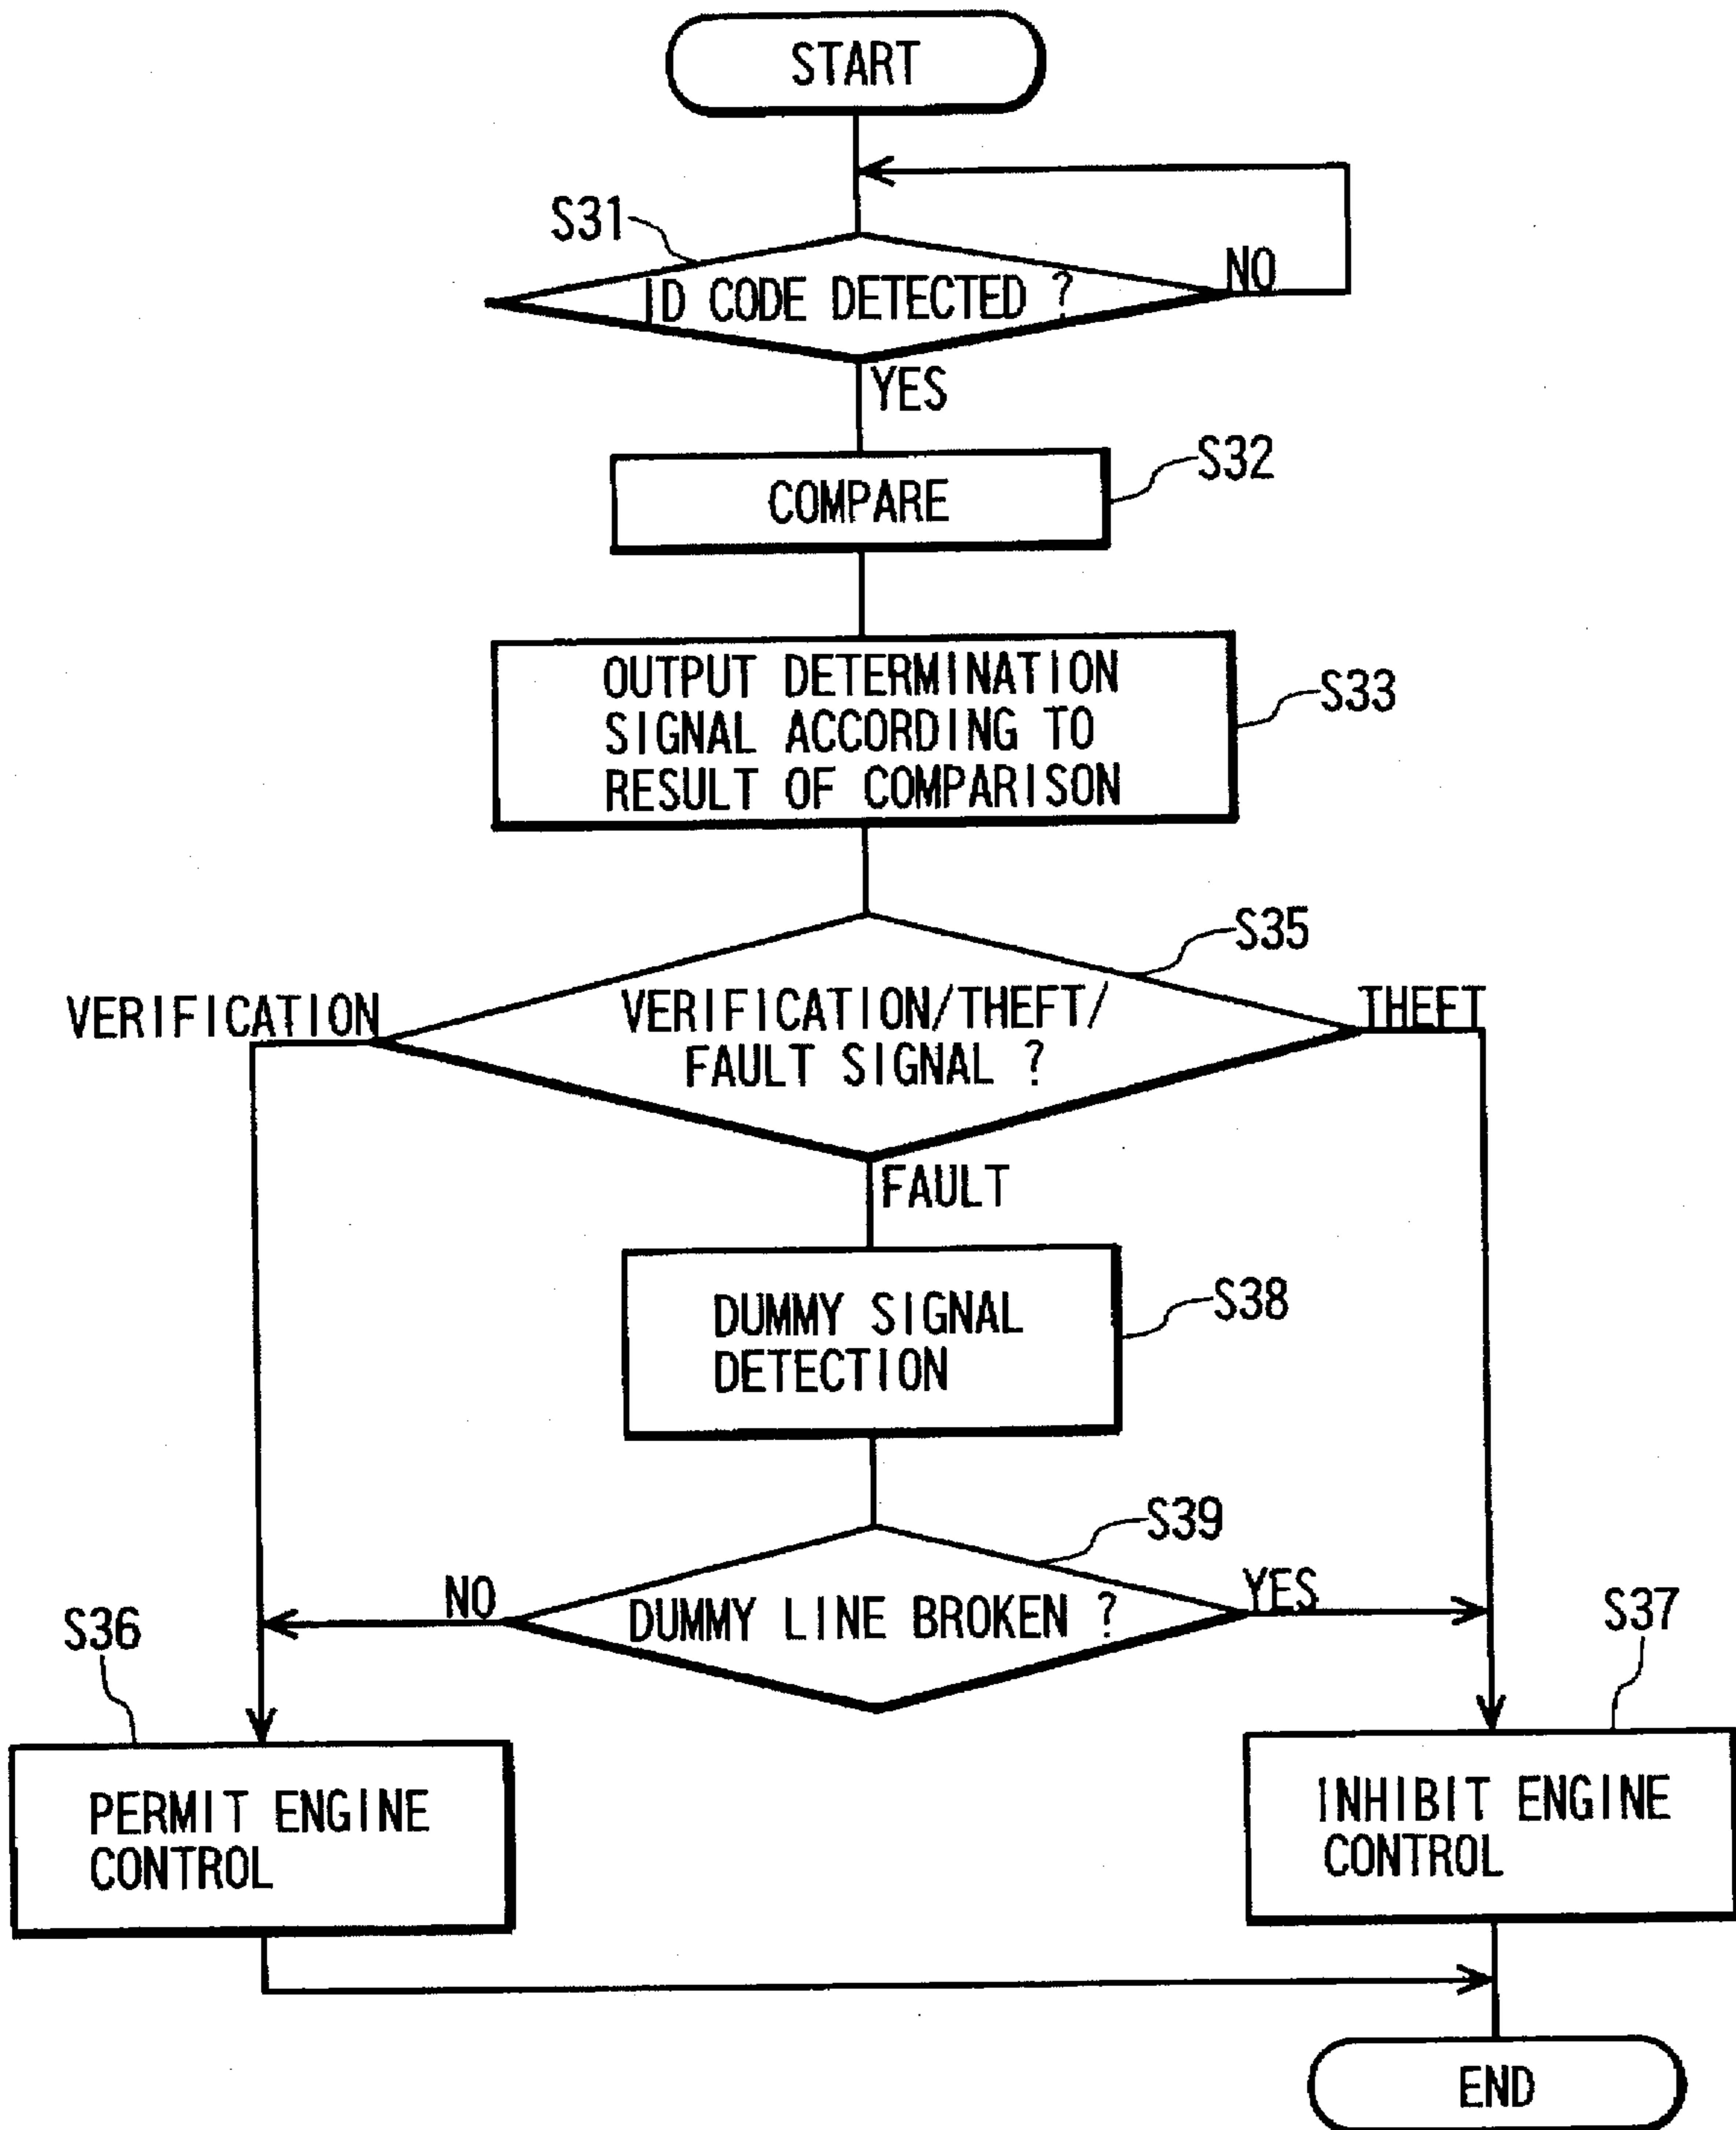 START
S31
ID CODE DETECTED ?
NO
YES
S32
COMPARE
S33
OUTPUT DETERMINATION
SIGNAL ACCORDING TO
RESULT OF COMPARISON
S35
VERIFICATION
VERIFICATION/THEFT/
FAULT SIGNAL ?
THEFT
FAULT
S38
DUMMY SIGNAL
DETECTION
S39
NO
DUMMY LINE BROKEN ?
YES
S36
S37
PERMIT ENGINE
CONTROL
INHIBIT ENGINE
CONTROL
END